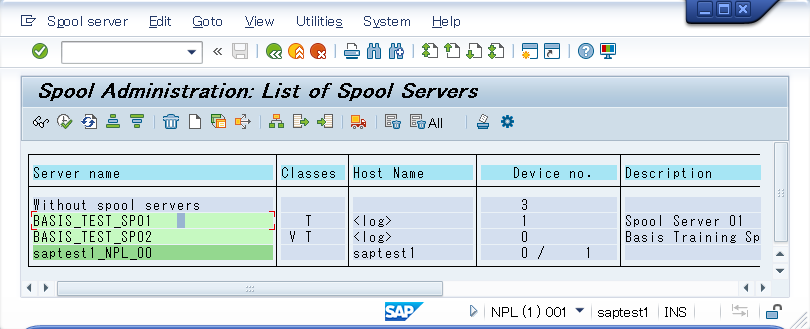 Spool server Edit Goto View Utilities System Help
«
Spool Administration: List of Spool Servers
All
Server name Classes Host Name Device no. Description
Without spool servers 3
BASIS_TEST_SP01 T <log> 1 Spool Server 01
BASIS_TEST_SP02 V T <log> 0 Basis Training Sp
saptest1_NPL_00 saptest1 0 / 1
SAP NPL (1) 001 saptest1 INS